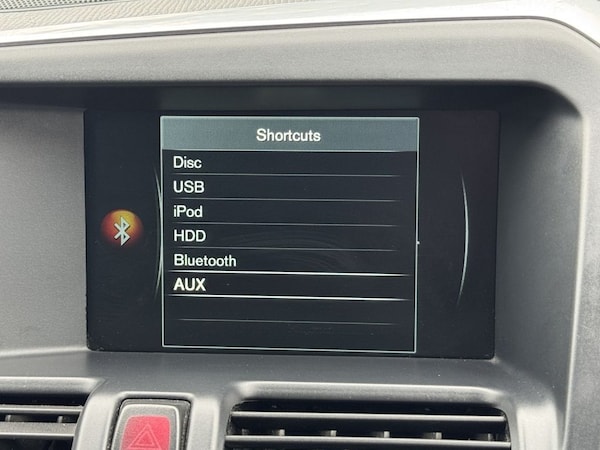 Shortcuts
Disc
USB
iPod
HDD
Bluetooth
AUX